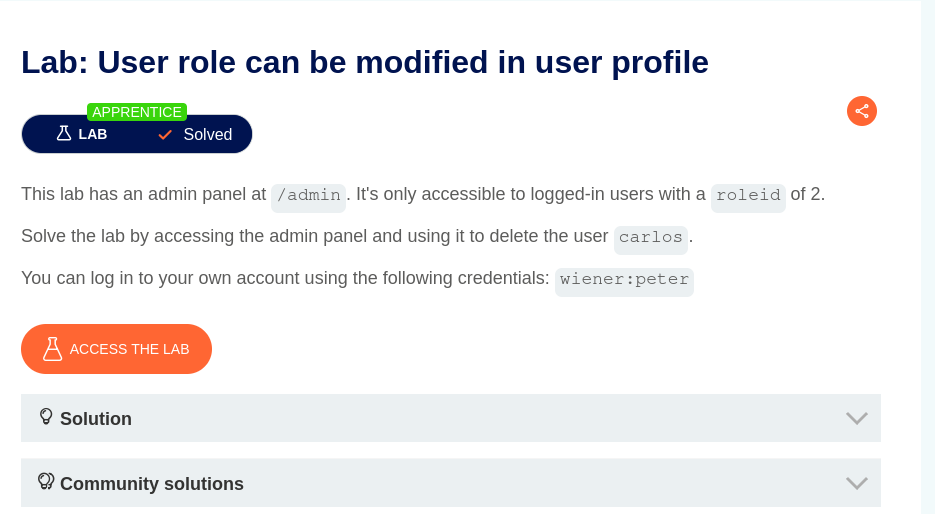 Lab: User role can be modified in user profile
APPRENTICE
LAB Solved
This lab has an admin panel at /admin. It's only accessible to logged-in users with a roleid of 2.
Solve the lab by accessing the admin panel and using it to delete the user carlos.
You can log in to your own account using the following credentials: wiener:peter
ACCESS THE LAB
Solution
Community solutions